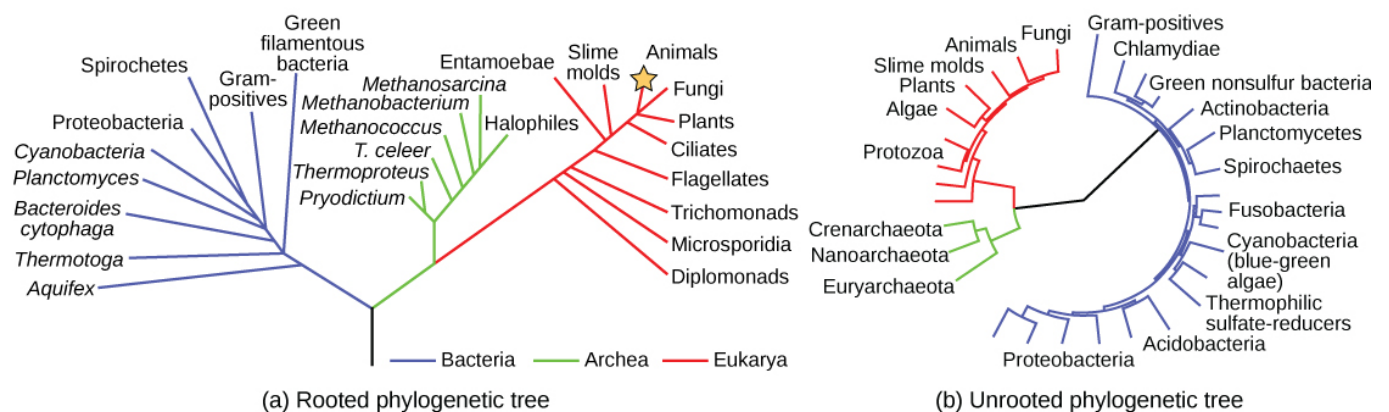 Green
filamentous
bacteria
Spirochetes
Gram-
positives
Proteobacteria
Cyanobacteria
Planctomyces
Bacteroides
cytophaga
Thermotoga
Aquifex
Methanosarcina
Methanobacterium
Methanococcus
T. celeer
Thermoproteus
Pryodictium
Halophiles
Entamoebae
Slime
molds
Animals
Fungi
Plants
Ciliates
Flagellates
Trichomonads
Microsporidia
Diplomonads
Bacteria
Archea
Eukarya
(a) Rooted phylogenetic tree
Fungi
Animals
Slime molds
Plants
Algae
Protozoa
Crenarchaeota
Nanoarchaeota
Euryarchaeota
Gram-positives
Chlamydiae
Green nonsulfur bacteria
Actinobacteria
Planctomycetes
Spirochaetes
Fusobacteria
Cyanobacteria
(blue-green
algae)
Thermophilic
sulfate-reducers
Acidobacteria
Proteobacteria
(b) Unrooted phylogenetic tree